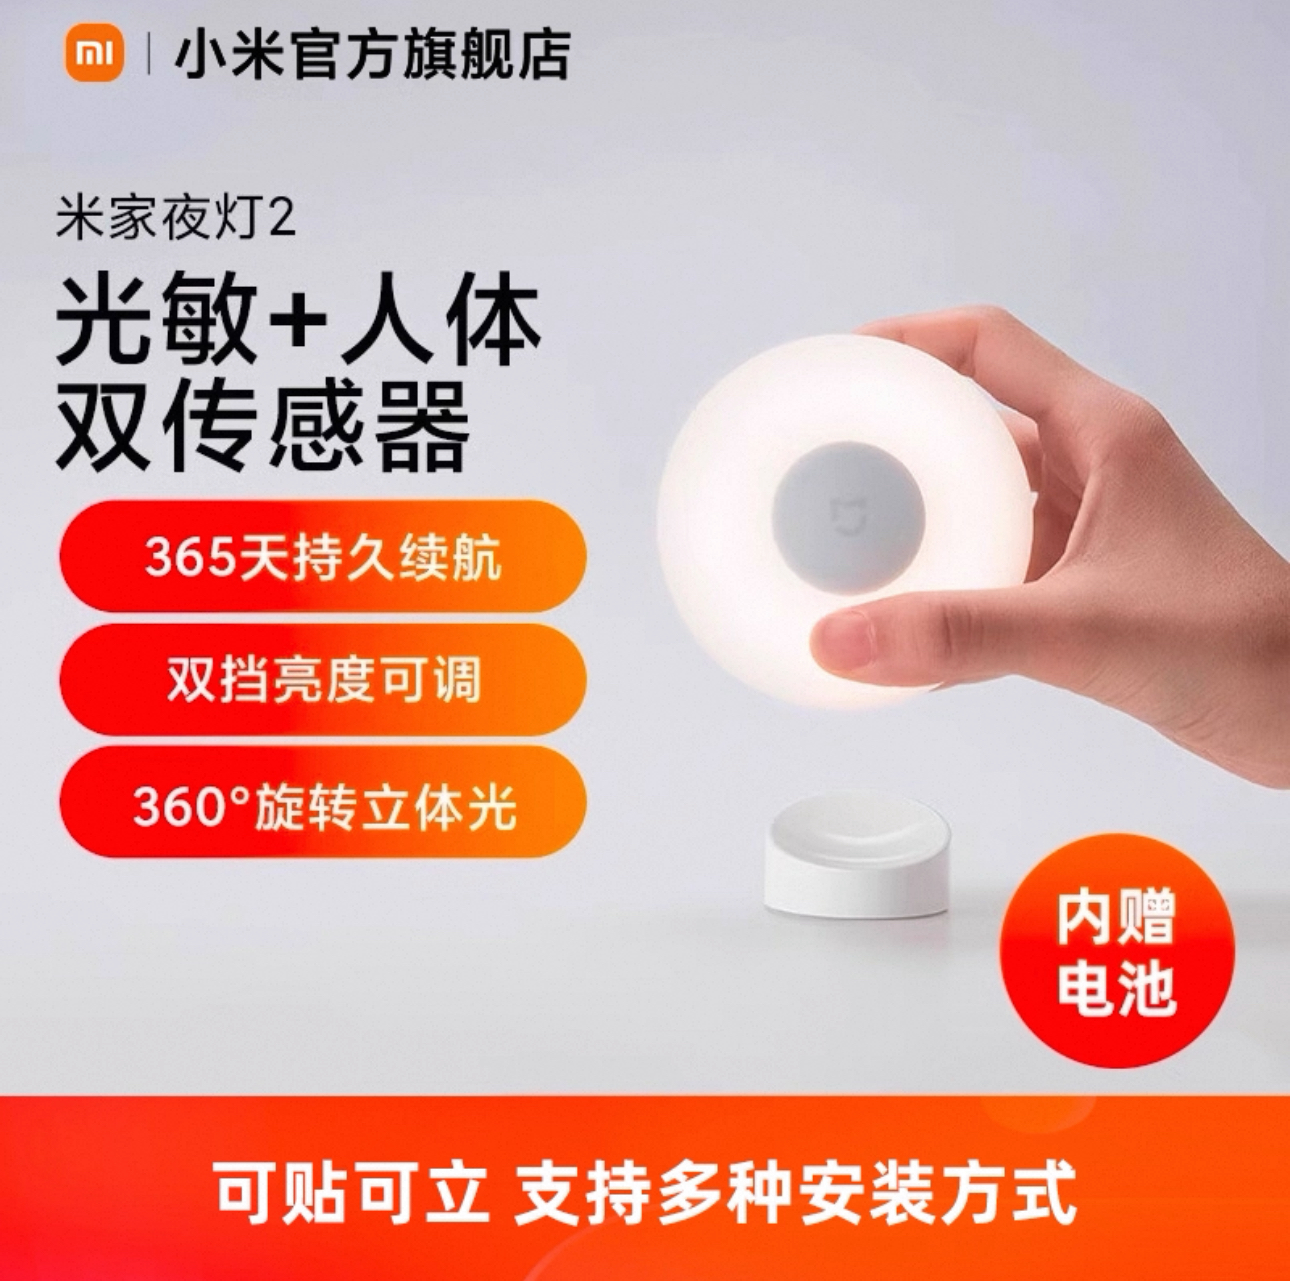 mi 小米官方旗舰店
米家夜灯2
光敏+人体
双传感器
365天持久续航
双挡亮度可调
360°旋转立体光
内赠
电池
可贴可立 支持多种安装方式